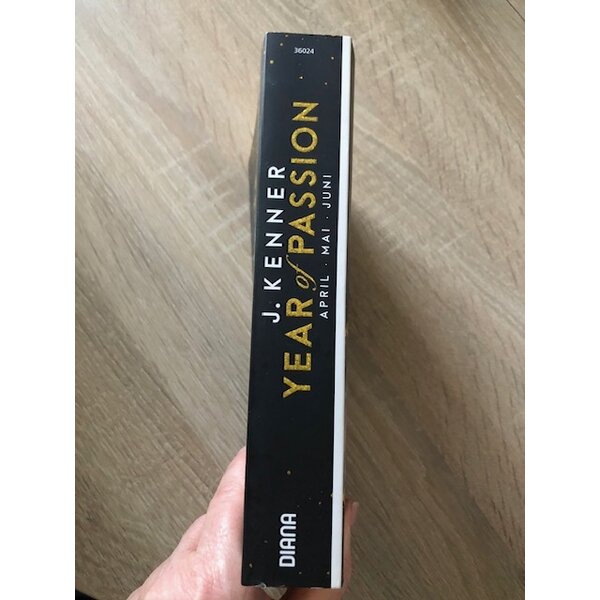 36024
J. KENNER
YEAR of PASSION
APRIL . MAI . JUNI
DIANA